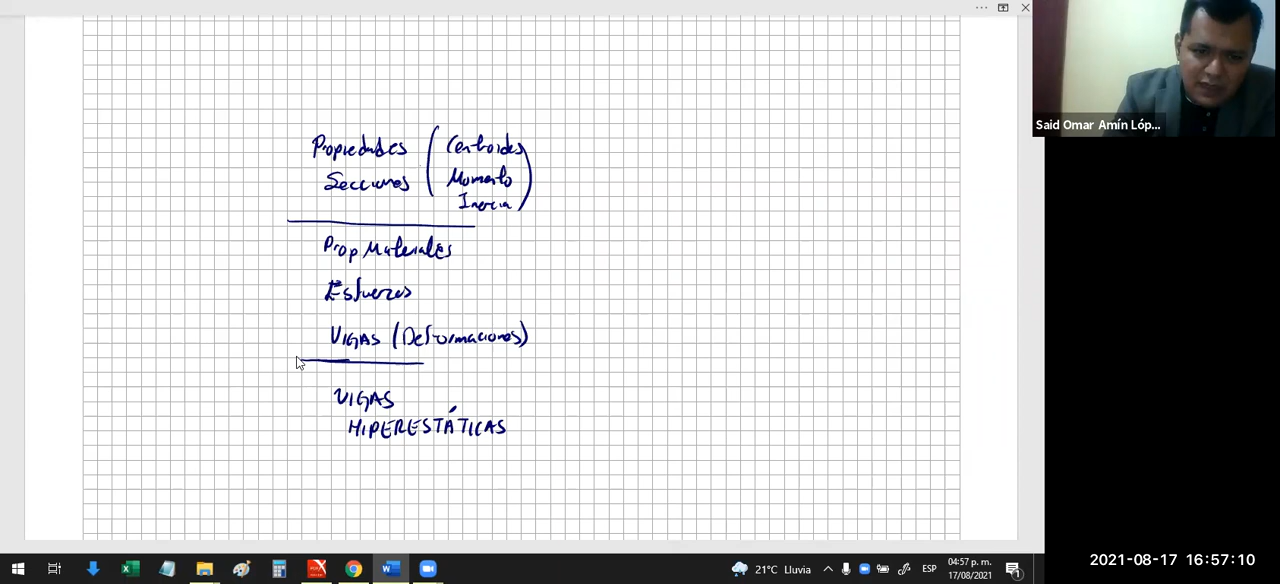 Said Omar Amín Lóp...
Propiedades (Centroides
Secciones Momento
Inercia)
Prop Materiales
Esfuerzos
VIGAS (Deformaciones)
VIGAS
HIPERESTÁTICAS
21°C Lluvia
ESP
04:57 p. m.
17/08/2021
1
2021-08-17 16:57:10